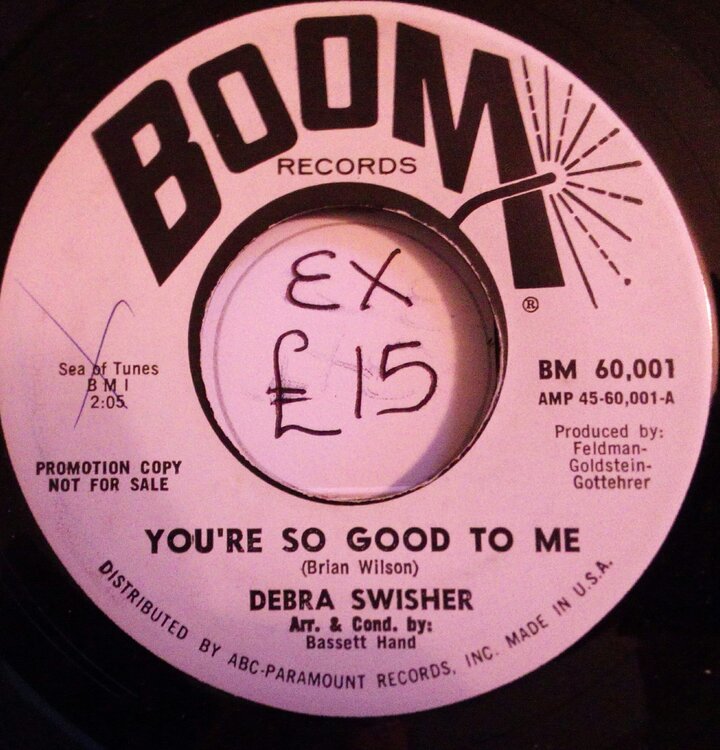 BOOM
RECORDS
®
EX
£15
Sea of Tunes
B M I
2:05
PROMOTION COPY
NOT FOR SALE
BM 60,001
AMP 45-60,001-A
Produced by:
Feldman-
Goldstein-
Gottehrer
YOU'RE SO GOOD TO ME
(Brian Wilson)
DEBRA SWISHER
Arr. & Cond. by:
Bassett Hand
DISTRIBUTED BY ABC-PARAMOUNT RECORDS, INC. MADE IN U.S.A.